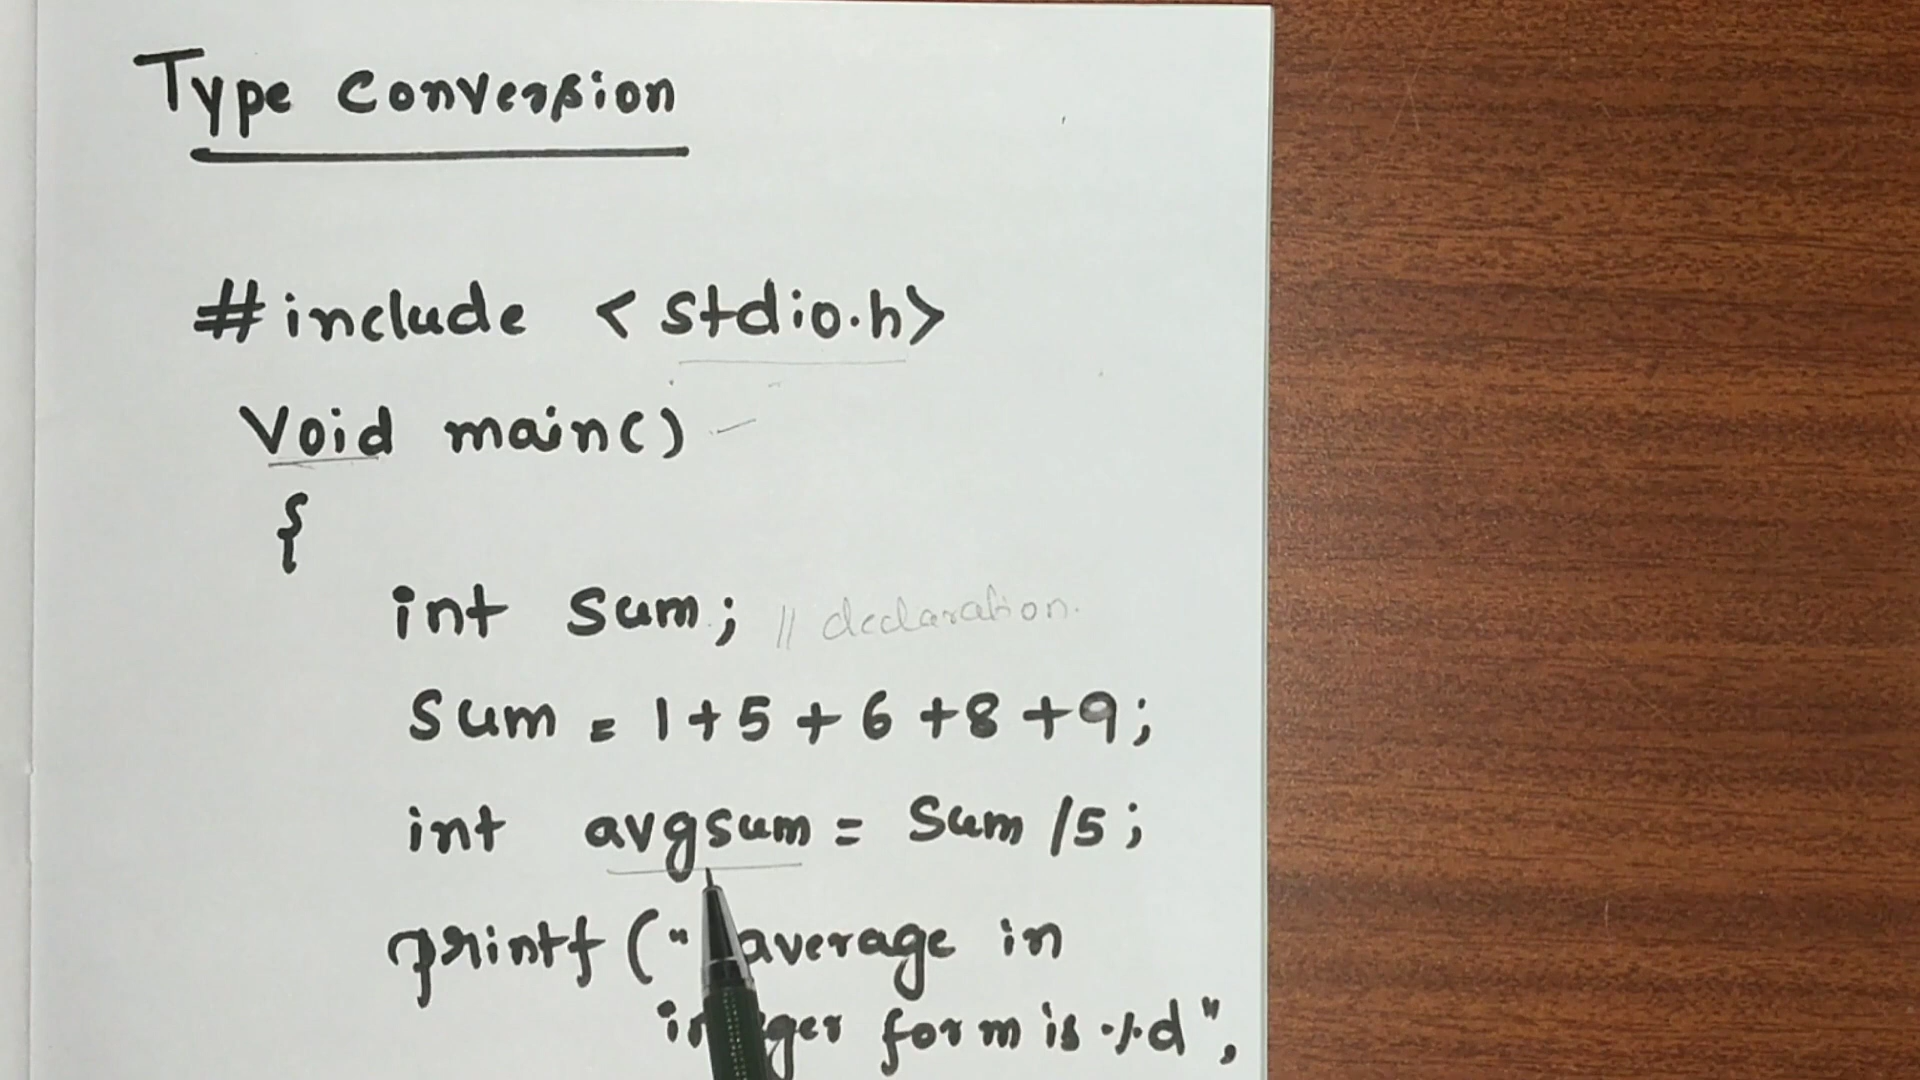 Type Conversion
#include <stdio.h>
Void main()
{
int sum; // declaration.
Sum = 1+5+6+8+9;
int avgsum = Sum /5;
printf (" average in
form is %d",